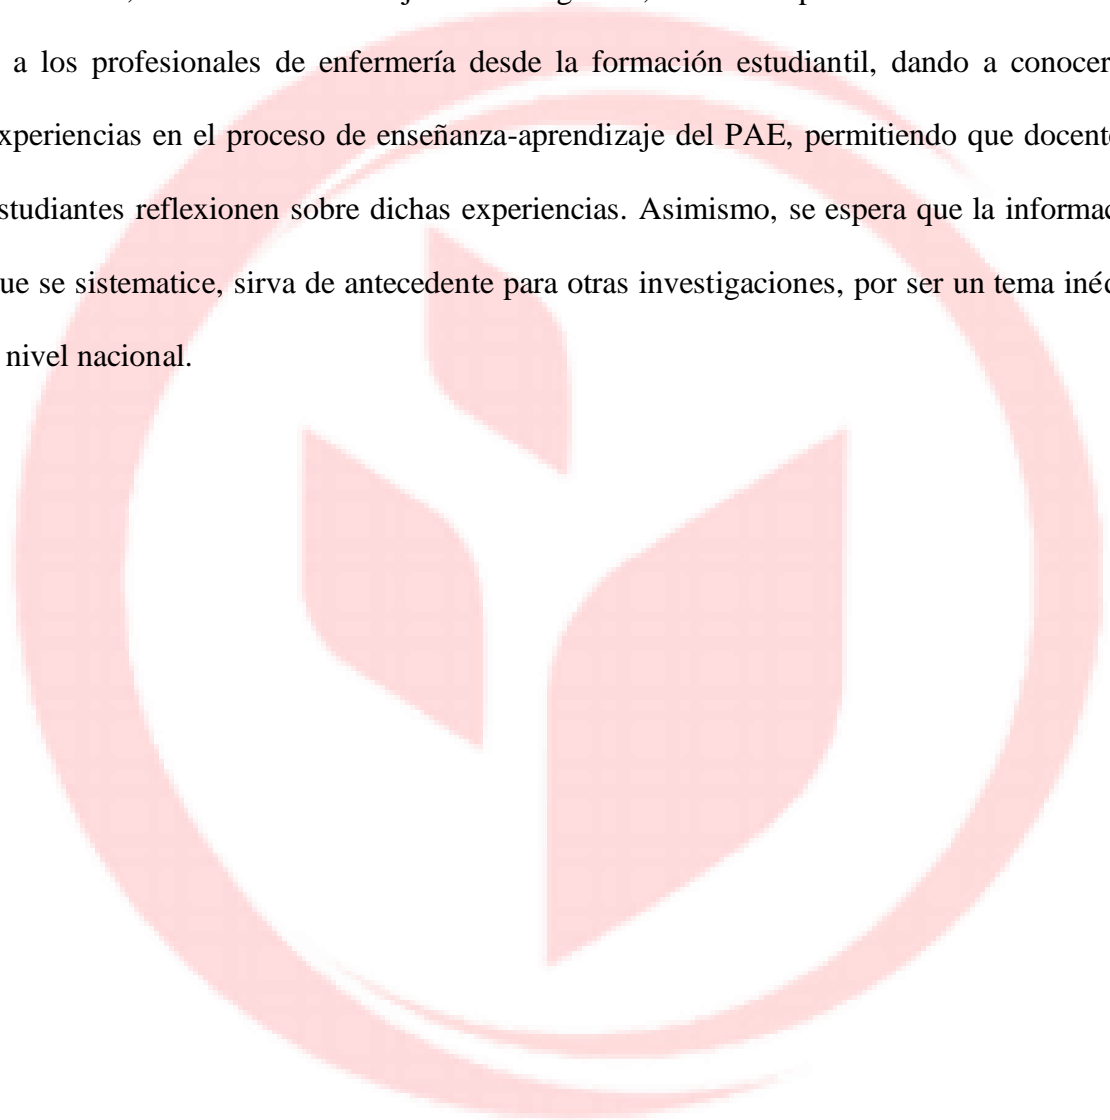 a los profesionales de enfermería desde la formación estudiantil, dando a conocer
xperiencias en el proceso de enseñanza-aprendizaje del PAE, permitiendo que docent
studiantes reflexionen sobre dichas experiencias. Asimismo, se espera que la informa
ue se sistematice, sirva de antecedente para otras investigaciones, por ser un tema iné
nivel nacional.